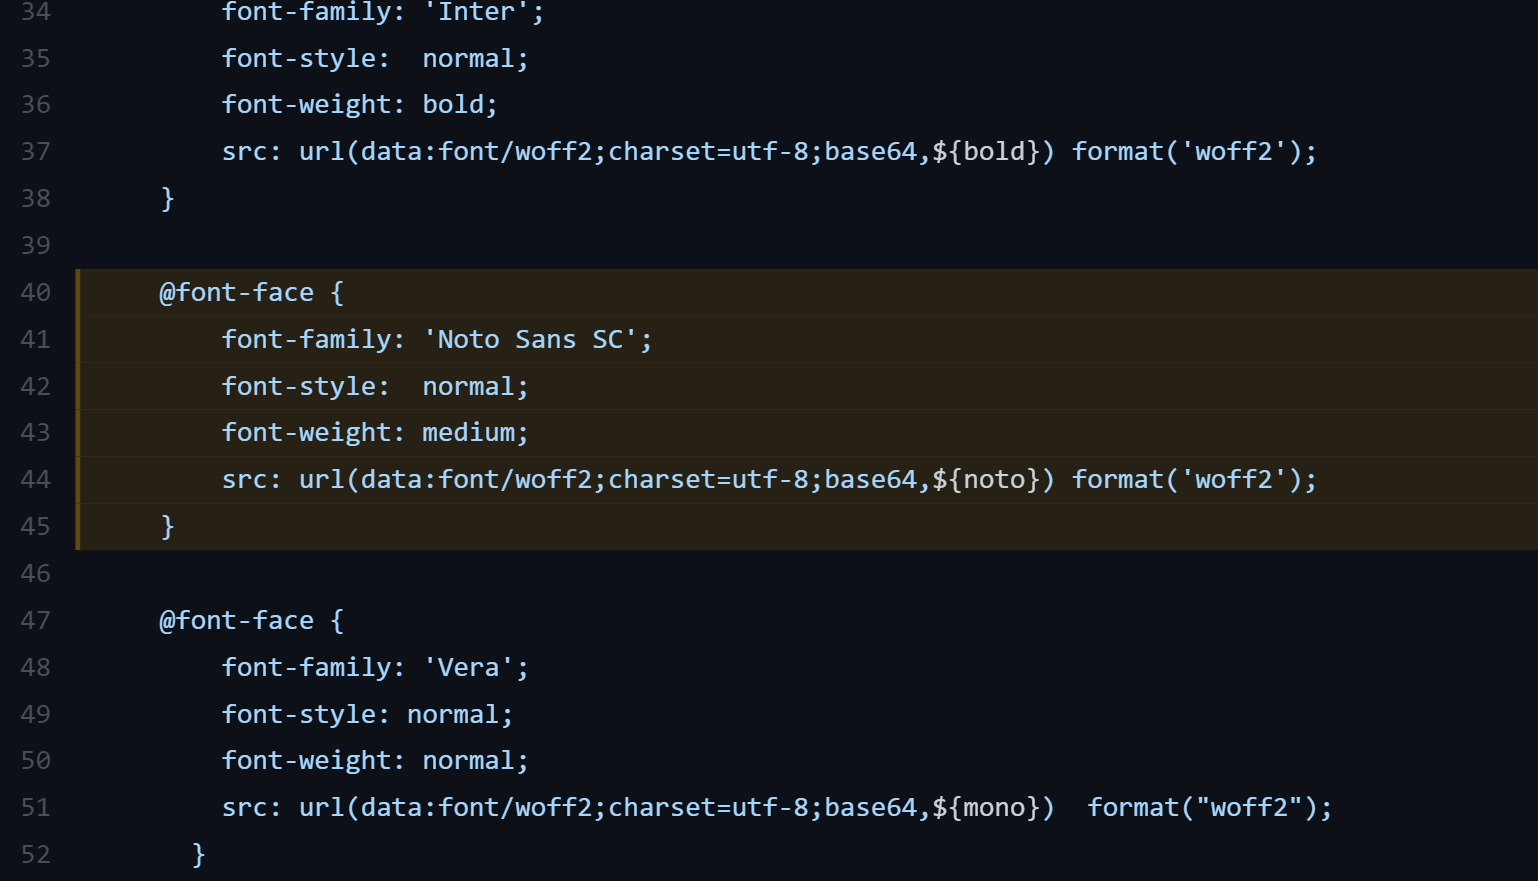 34 font-family: 'Inter';
35 font-style:  normal;
36 font-weight: bold;
37 src: url(data:font/woff2;charset=utf-8;base64,${bold}) format('woff2');
38 }
39
40 @font-face {
41 font-family: 'Noto Sans SC';
42 font-style:  normal;
43 font-weight: medium;
44 src: url(data:font/woff2;charset=utf-8;base64,${noto}) format('woff2');
45 }
46
47 @font-face {
48 font-family: 'Vera';
49 font-style: normal;
50 font-weight: normal;
51 src: url(data:font/woff2;charset=utf-8;base64,${mono})  format("woff2");
52 }